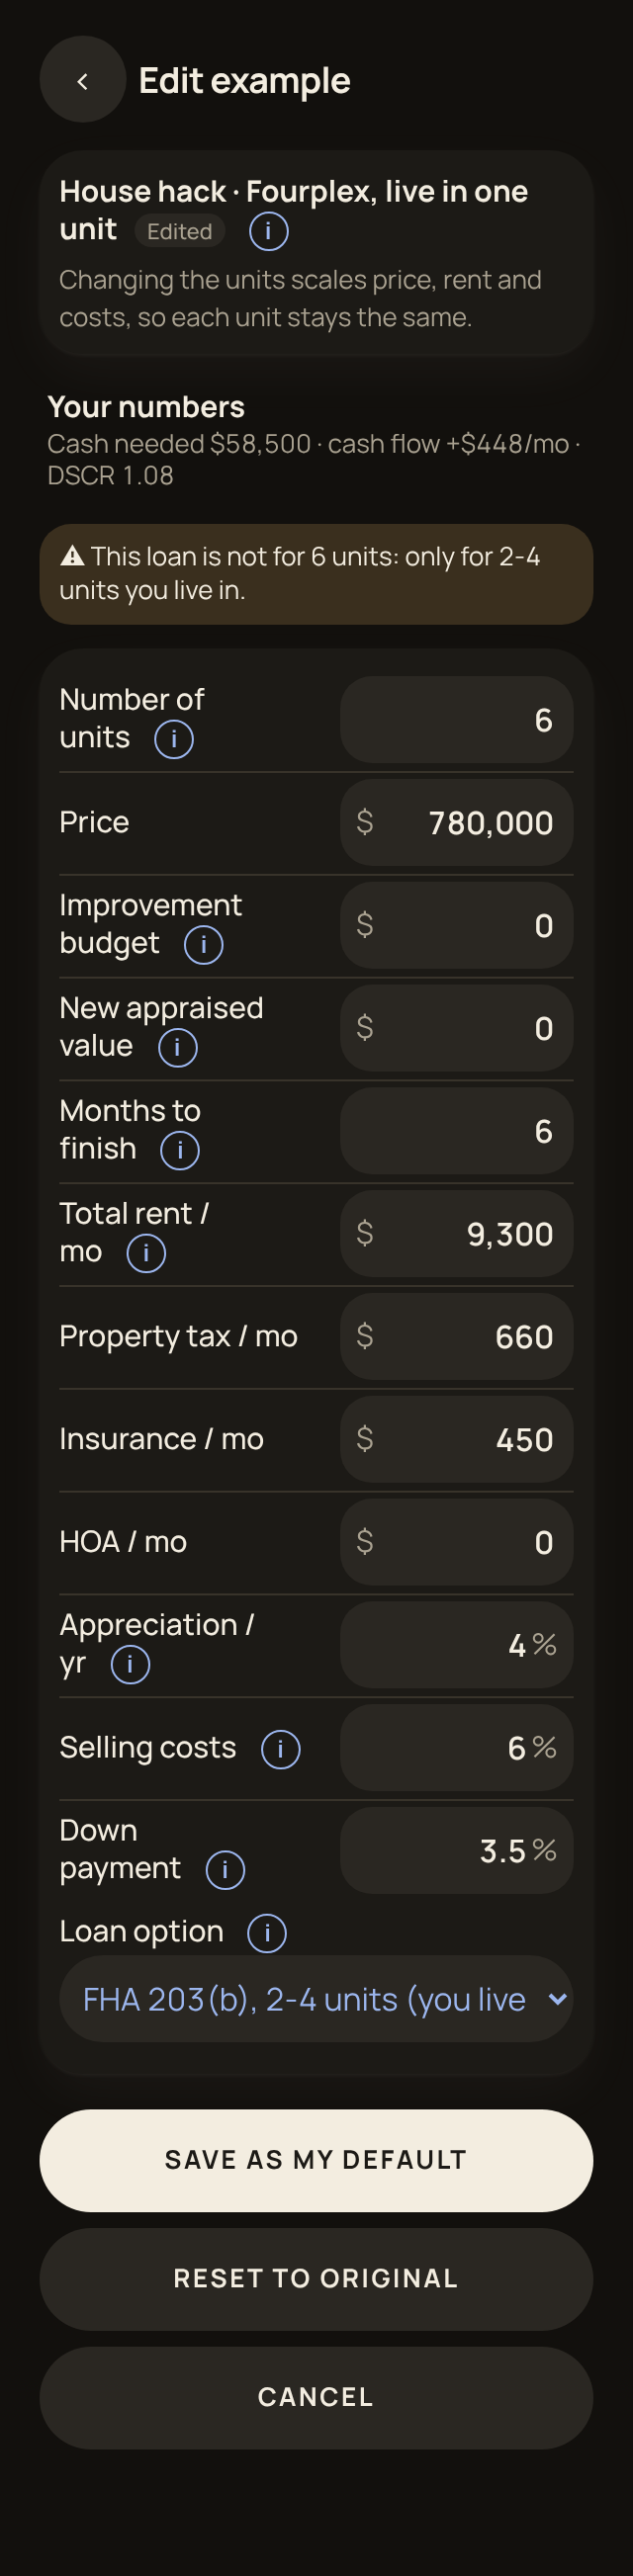 Edit example
House hack · Fourplex, live in one
unit Edited i
Changing the units scales price, rent and
costs, so each unit stays the same.
Your numbers
Cash needed $58,500 · cash flow +$448/mo ·
DSCR 1.08
⚠ This loan is not for 6 units: only for 2-4
units you live in.
Number of
units i
6
Price
$ 780,000
Improvement
budget i
$ 0
New appraised
value i
$ 0
Months to
finish i
6
Total rent /
mo i
$ 9,300
Property tax / mo
$ 660
Insurance / mo
$ 450
HOA / mo
$ 0
Appreciation /
yr i
4 %
Selling costs i
6 %
Down
payment i
3.5 %
Loan option i
FHA 203(b), 2-4 units (you live
SAVE AS MY DEFAULT
RESET TO ORIGINAL
CANCEL